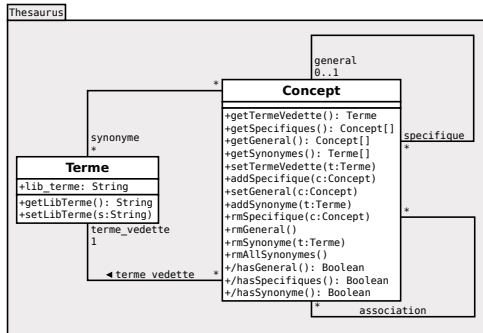 Thesaurus
general
0..1
*
Concept
+getTermeVedette(): Terme
+getSpecifiques(): Concept[]
+getGeneral(): Concept[]
+getSynonymes(): Terme[]
+setTermeVedette(t:Terme)
+addSpecifique(c:Concept)
+setGeneral(c:Concept)
+addSynonyme(t:Terme)
+rmSpecifique(c:Concept)
+rmGeneral()
+rmSynonyme(t:Terme)
+rmAllSynonymes()
+/hasGeneral(): Boolean
+/hasSpecifiques(): Boolean
+/hasSynonyme(): Boolean
specifique
*
synonyme
*
Terme
+lib_terme: String
+getLibTerme(): String
+setLibTerme(s:String)
terme_vedette
1
◄ terme vedette
*
*
*
association